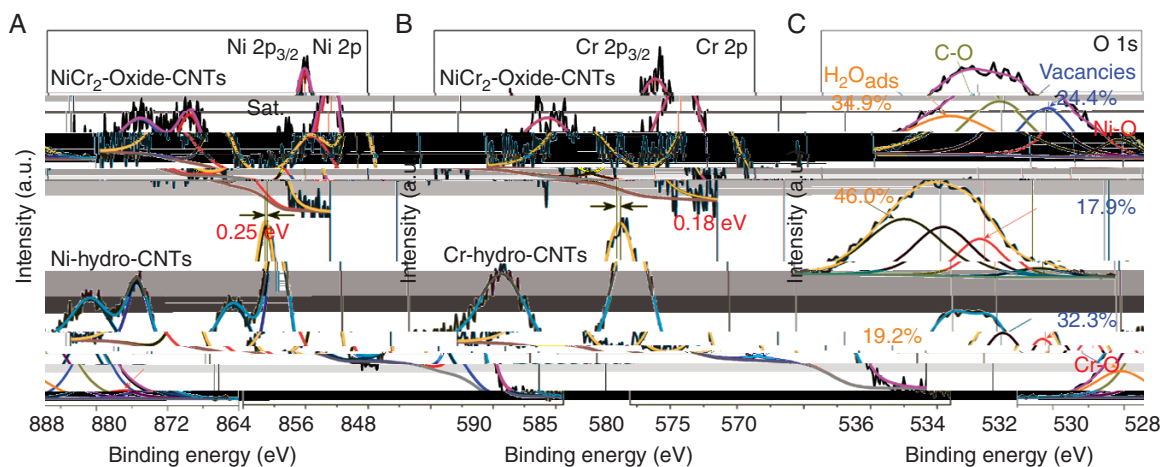 A
B
C
Ni 2p3/2
Ni 2p
Cr 2p3/2
Cr 2p
O 1s
NiCr2-Oxide-CNTs
NiCr2-Oxide-CNTs
C-O
H2Oads
Vacancies
34.9%
24.4%
Sat.
Ni-O
46.0%
17.9%
0.25 eV
0.18 eV
Ni-hydro-CNTs
Cr-hydro-CNTs
32.3%
19.2%
Cr-O
Intensity (a.u.)
Intensity (a.u.)
Intensity (a.u.)
888 880 872 864 856 848
590 585 580 575 570
536 534 532 530 528
Binding energy (eV)
Binding energy (eV)
Binding energy (eV)